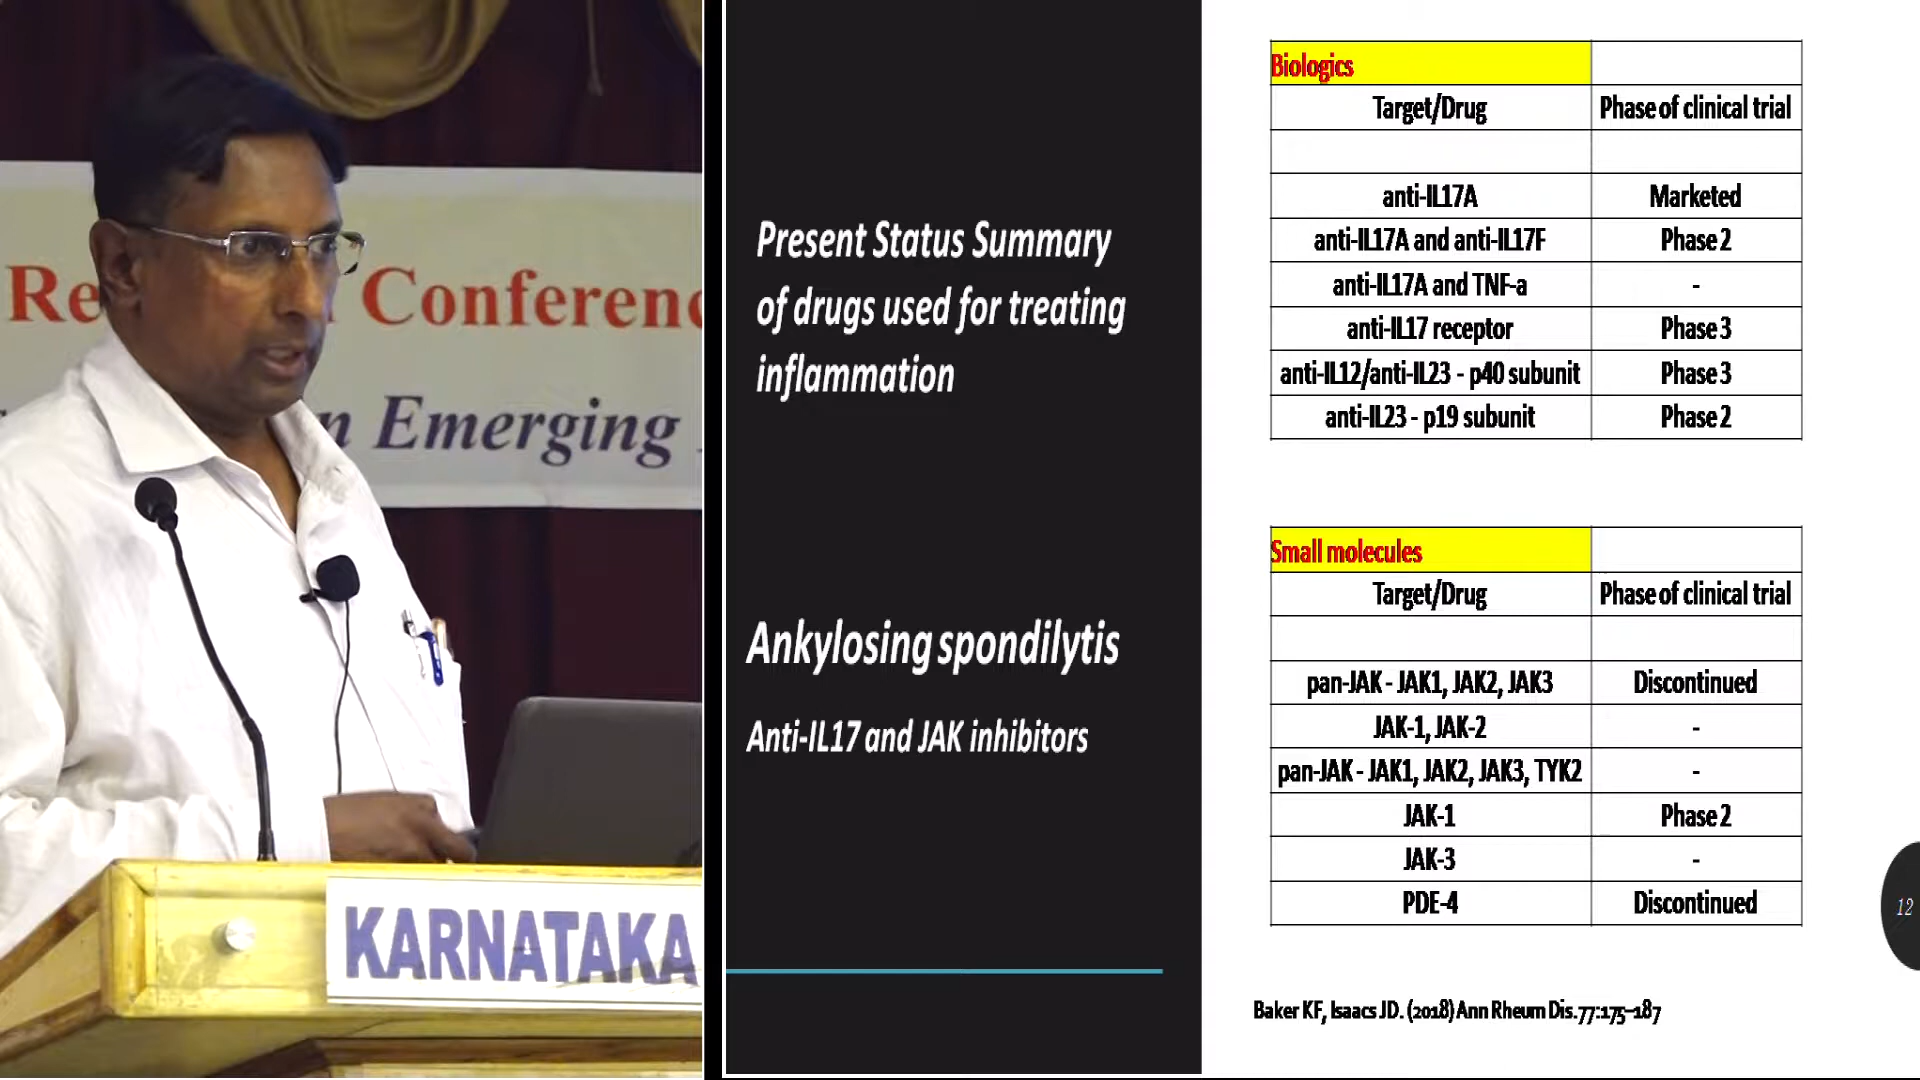 Conferenc
Emerging
KARNATAKA
Present Status Summary
of drugs used for treating
inflammation
Ankylosing spondilytis
Anti-IL17 and JAK inhibitors
Biologics
Target/Drug Phase of clinical trial
anti-IL17A Marketed
anti-IL17A and anti-IL17F Phase 2
anti-IL17A and TNF-a -
anti-IL17 receptor Phase 3
anti-IL12/anti-IL23 - p40 subunit Phase 3
anti-IL23 - p19 subunit Phase 2
Small molecules
Target/Drug Phase of clinical trial
pan-JAK - JAK1, JAK2, JAK3 Discontinued
JAK-1, JAK-2 -
pan-JAK - JAK1, JAK2, JAK3, TYK2 -
JAK-1 Phase 2
JAK-3 -
PDE-4 Discontinued
12
Baker KF, Isaacs JD. (2018) Ann Rheum Dis.77:175–187